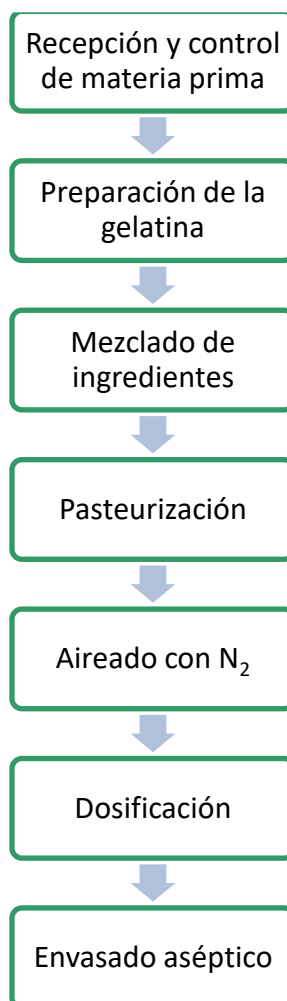 Recepción y control
de materia prima
Preparación de la
gelatina
Mezclado de
ingredientes
Pasteurización
Aireado con N₂
Dosificación
Envasado aséptico